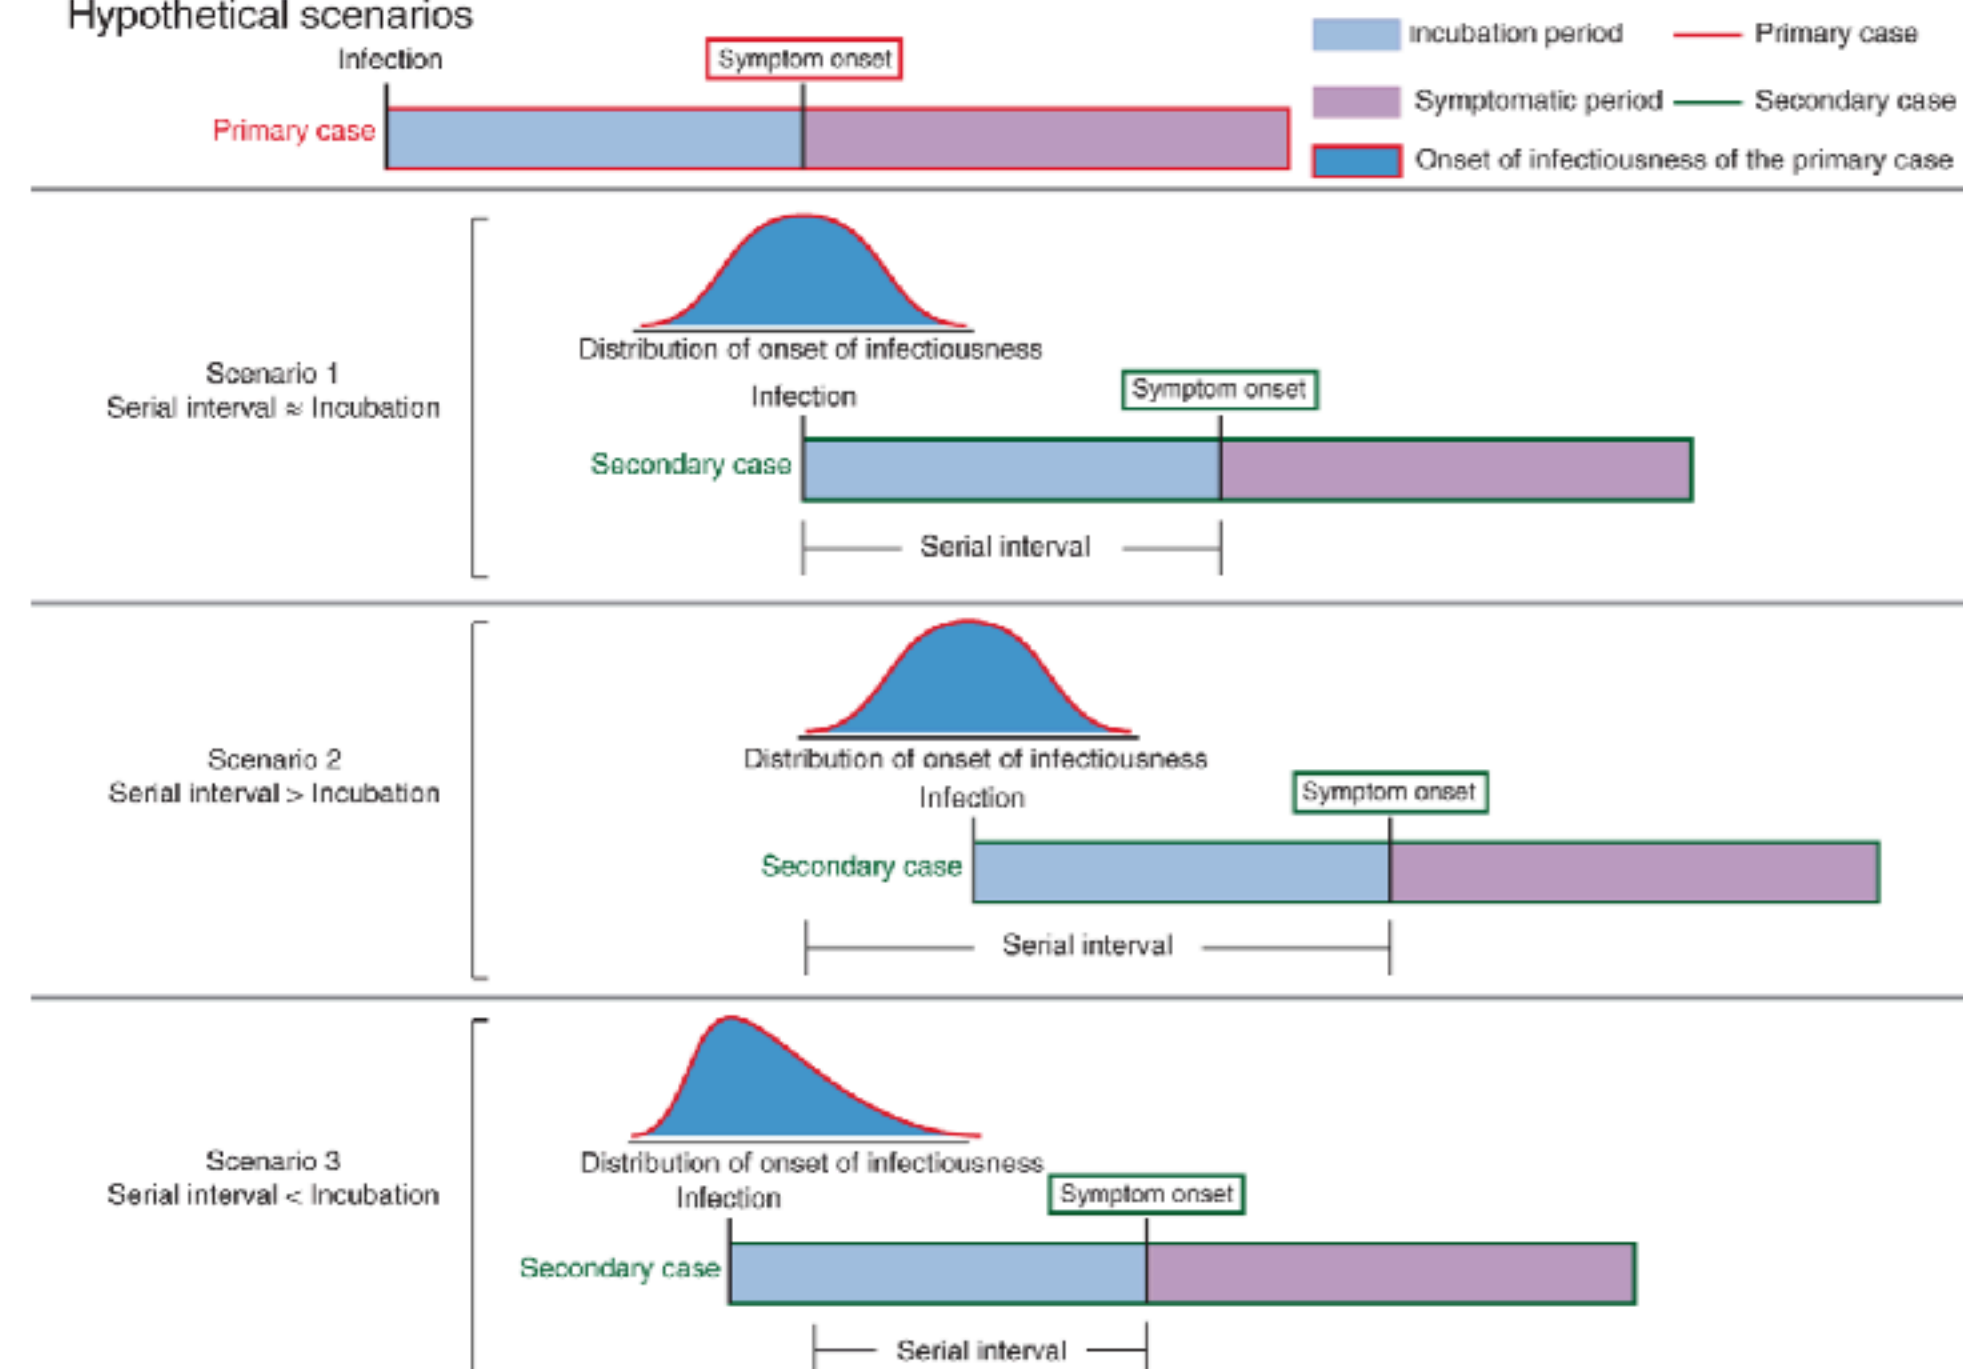 Hypothetical scenarios
Infection
Symptom onset
Primary case
Incubation period
Primary case
Symptomatic period
Secondary case
Onset of infectiousness of the primary case
Distribution of onset of infectiousness
Scenario 1
Serial interval ≈ Incubation
Infection
Symptom onset
Secondary case
Serial interval
Distribution of onset of infectiousness
Scenario 2
Serial interval > Incubation
Infection
Symptom onset
Secondary case
Serial interval
Distribution of onset of infectiousness
Scenario 3
Serial interval < Incubation
Infection
Symptom onset
Secondary case
Serial interval